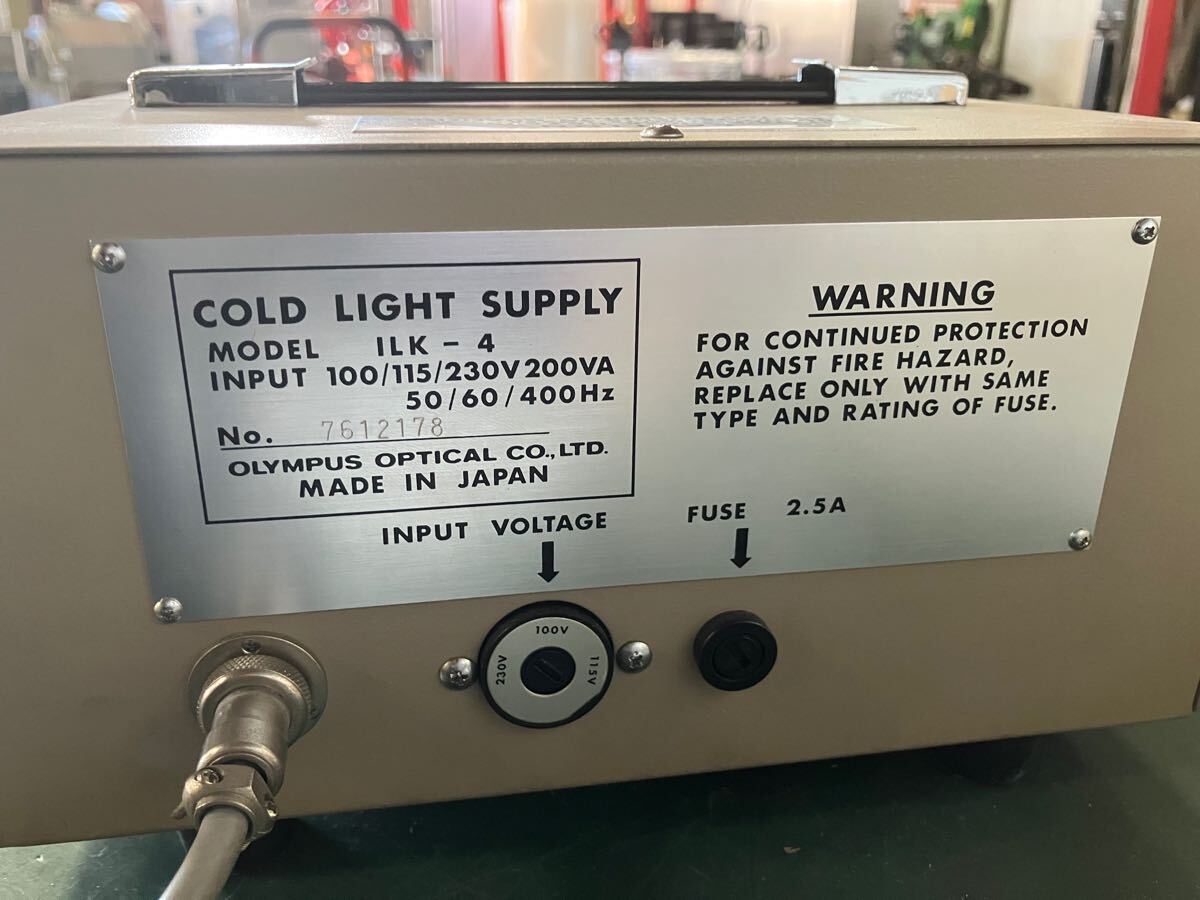 COLD LIGHT SUPPLY
MODEL ILK - 4
INPUT 100/115/230V 200VA
50/60/400Hz
No. 7612178
OLYMPUS OPTICAL CO., LTD.
MADE IN JAPAN
WARNING
FOR CONTINUED PROTECTION
AGAINST FIRE HAZARD,
REPLACE ONLY WITH SAME
TYPE AND RATING OF FUSE.
INPUT VOLTAGE
FUSE 2.5A
100V
230V
115V